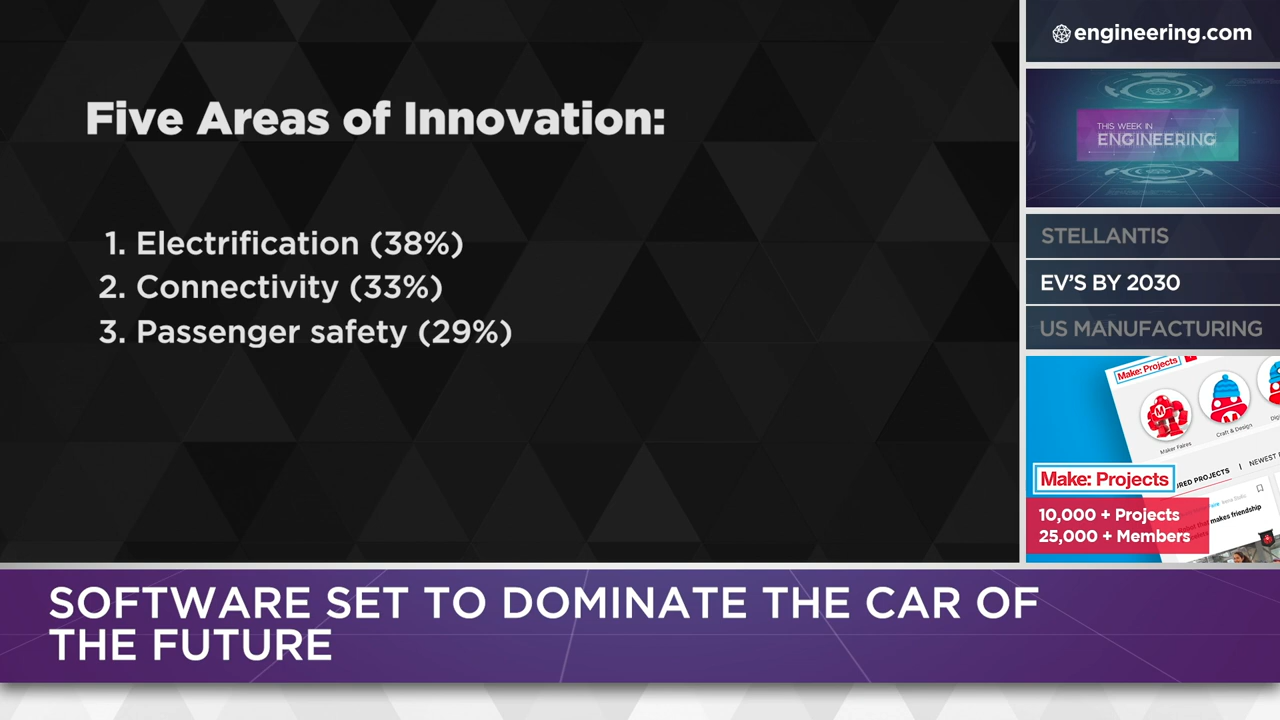 Five Areas of Innovation:
1. Electrification (38%)
2. Connectivity (33%)
3. Passenger safety (29%)
SOFTWARE SET TO DOMINATE THE CAR OF
THE FUTURE
engineering.com
THIS WEEK IN
ENGINEERING
STELLANTIS
EV'S BY 2030
US MANUFACTURING
Make: Projects
Maker Faires
Craft & Design
Make: Projects
10,000 + Projects
25,000 + Members
PROJECTS
NEWEST
makes friendship